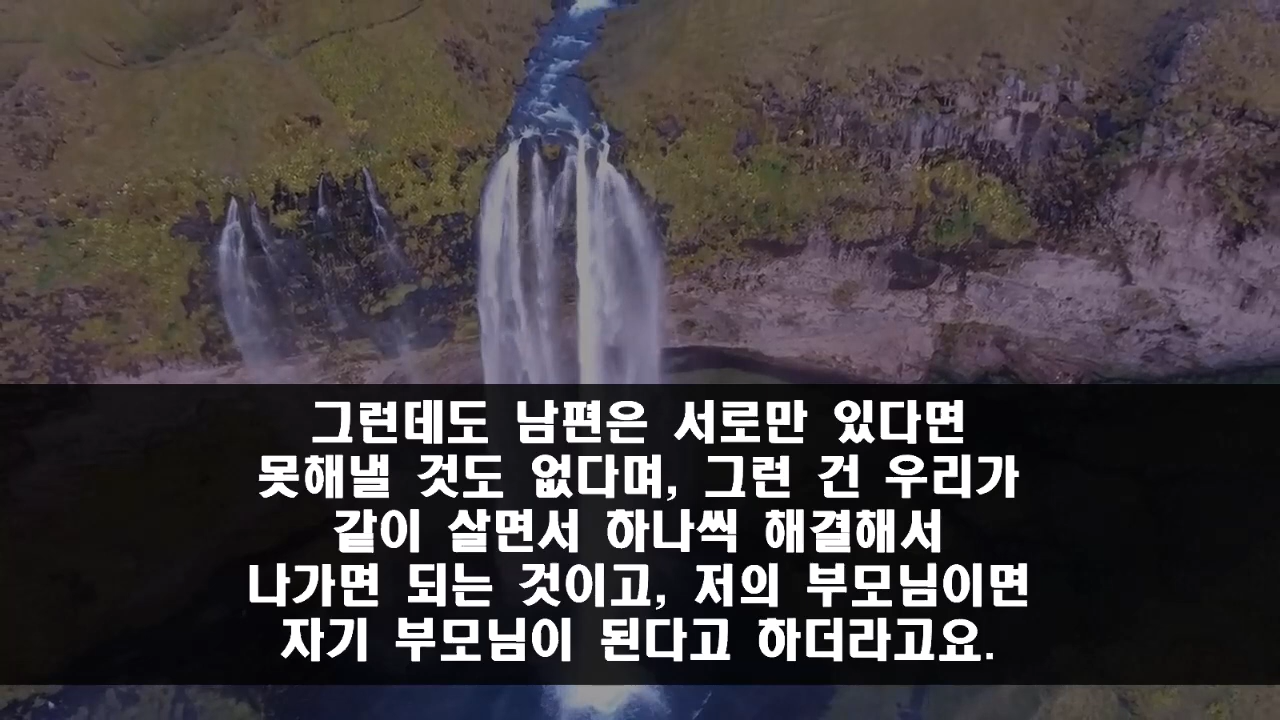 그런데도 남편은 서로만 있다면
못해낼 것도 없다며, 그런 건 우리가
같이 살면서 하나씩 해결해서
나가면 되는 것이고, 저의 부모님이면
자기 부모님이 된다고 하더라고요.